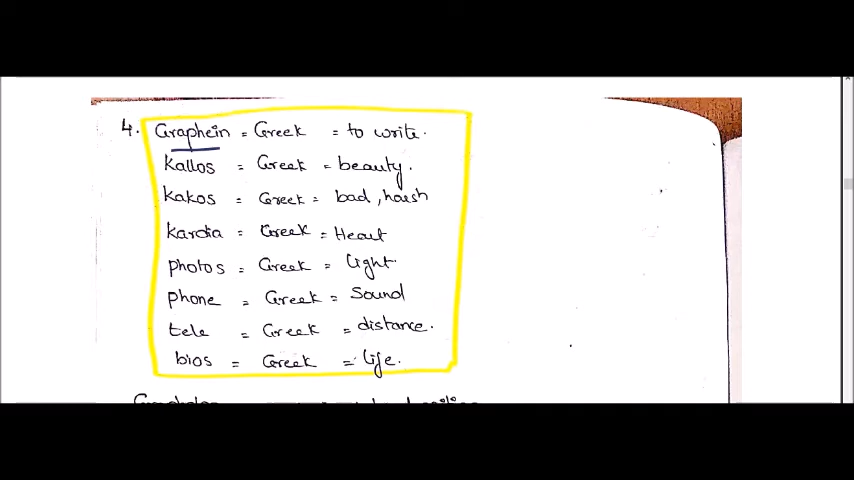 4. Graphein = Greek = to write.
Kallos = Greek = beauty.
Kakos = Greek = bad, harsh
Kardia = Greek = Heart
photos = Greek = light.
phone = Greek = Sound
tele = Greek = distance.
bios = Greek = life.